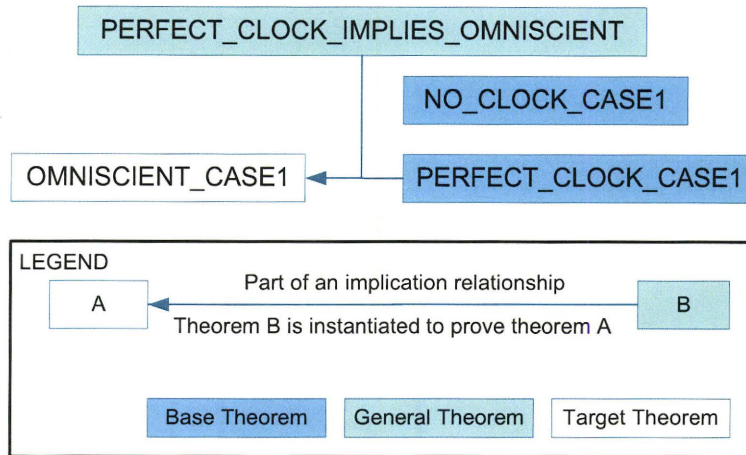 PERFECT_CLOCK_IMPLIES_OMNISCIENT
NO_CLOCK_CASE1
OMNISCIENT_CASE1
PERFECT_CLOCK_CASE1
LEGEND
Part of an implication relationship
A
B
Theorem B is instantiated to prove theorem A
Base Theorem
General Theorem
Target Theorem